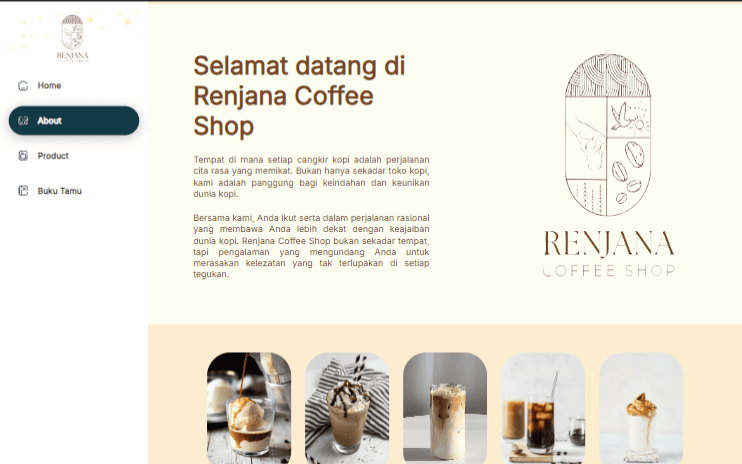 RENJANA
COFFEE SHOP
Home
About
Product
Buku Tamu
Selamat datang di
Renjana Coffee
Shop
Tempat di mana setiap cangkir kopi adalah perjalanan
cita rasa yang memikat. Bukan hanya sekadar toko kopi,
kami adalah panggung bagi keindahan dan keunikan
dunia kopi.
Bersama kami, Anda ikut serta dalam perjalanan rasional
yang membawa Anda lebih dekat dengan keajaiban
dunia kopi. Renjana Coffee Shop bukan sekadar tempat,
tapi pengalaman yang mengundang Anda untuk
merasakan kelezatan yang tak terlupakan di setiap
tegukan.
RENJANA
COFFEE SHOP